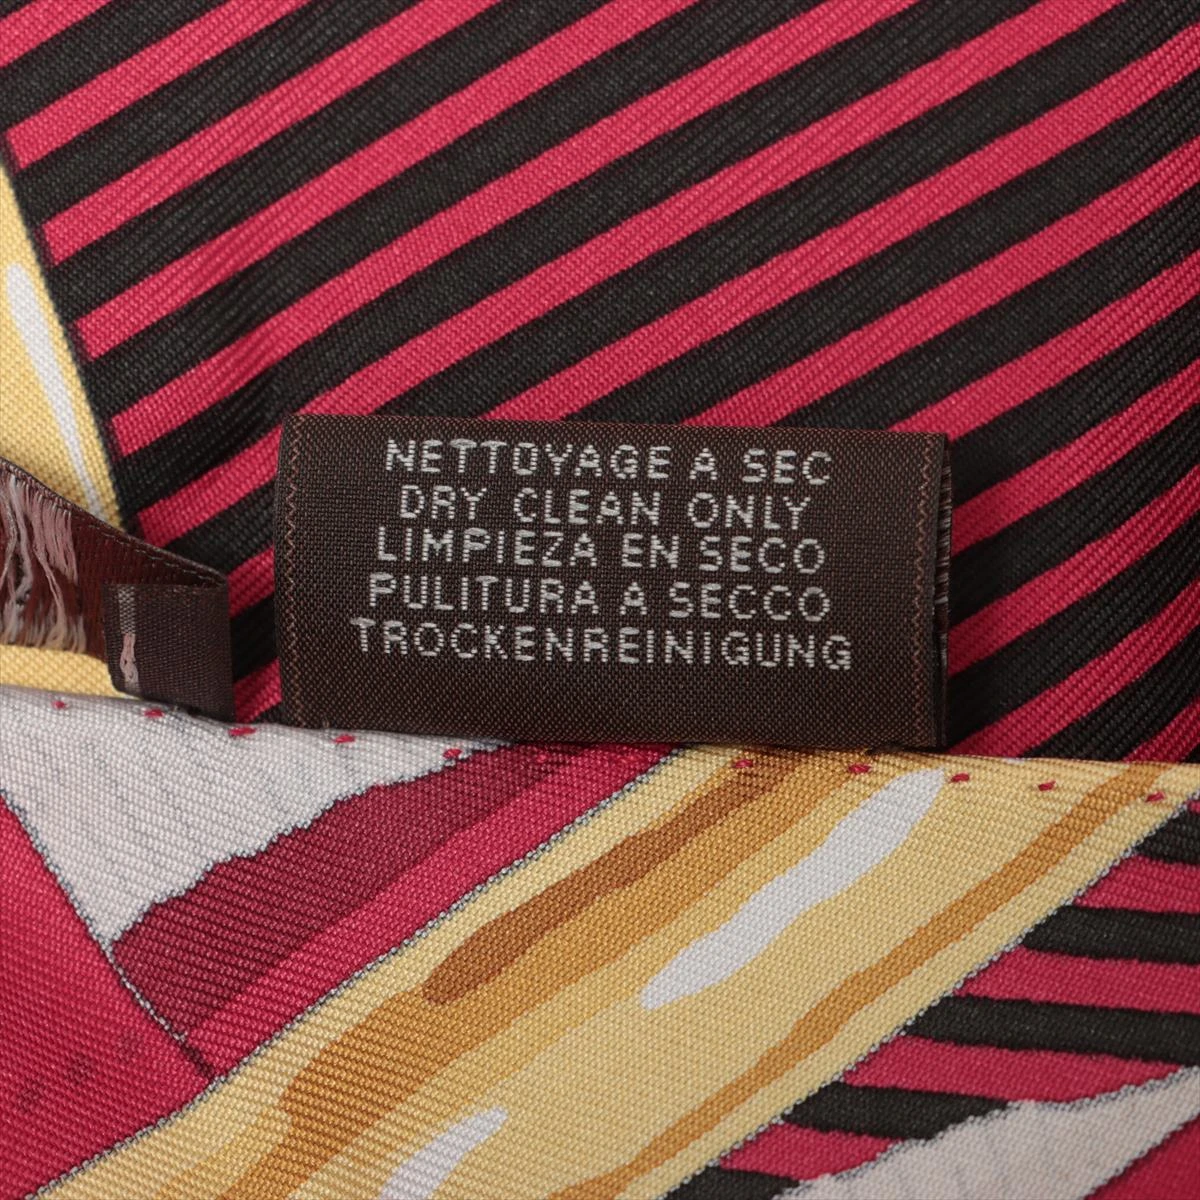 NETTOYAGE A SEC
DRY CLEAN ONLY
LIMPIEZA EN SECO
PULITURA A SECCO
TROCKENREINIGUNG